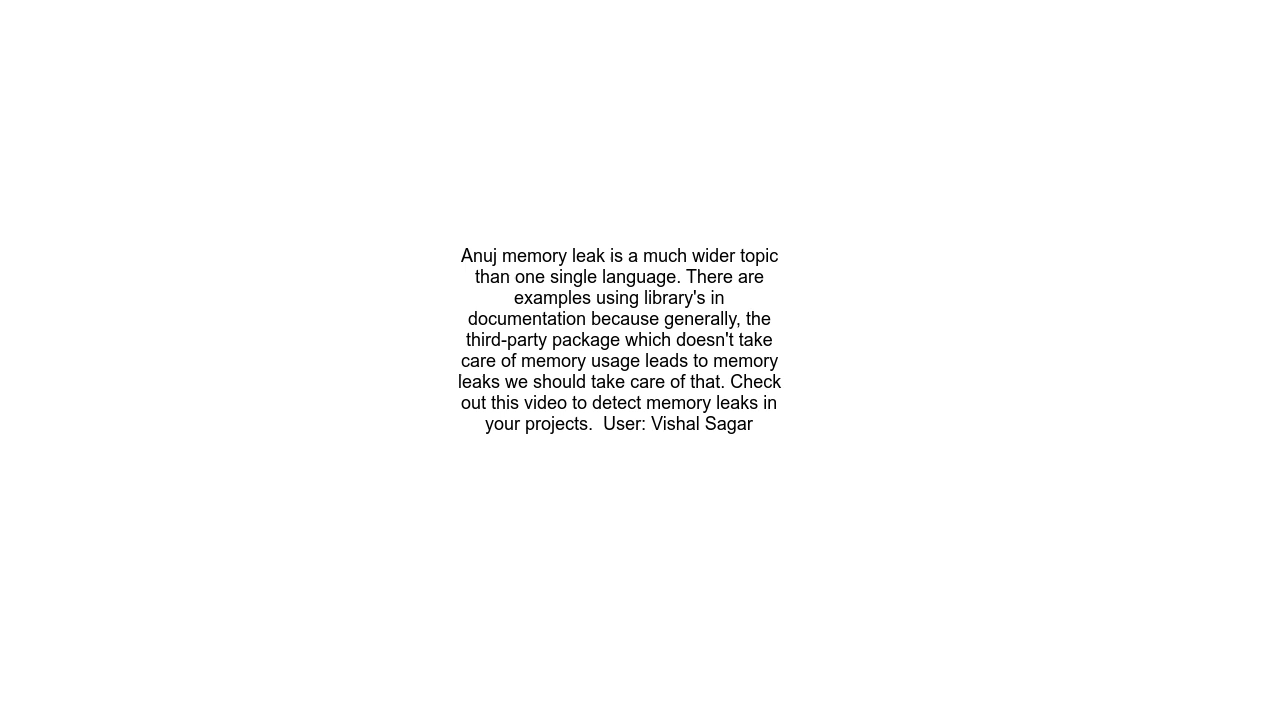 Anuj memory leak is a much wider topic
than one single language. There are
examples using library's in
documentation because generally, the
third-party package which doesn't take
care of memory usage leads to memory
leaks we should take care of that. Check
out this video to detect memory leaks in
your projects.  User: Vishal Sagar